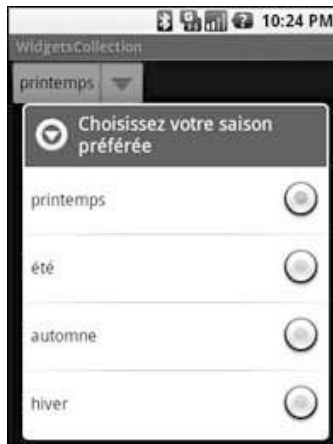 10:24 PM
WidgetsCollection
printemps
Choisissez votre saison
préférée
printemps
été
automne
hiver